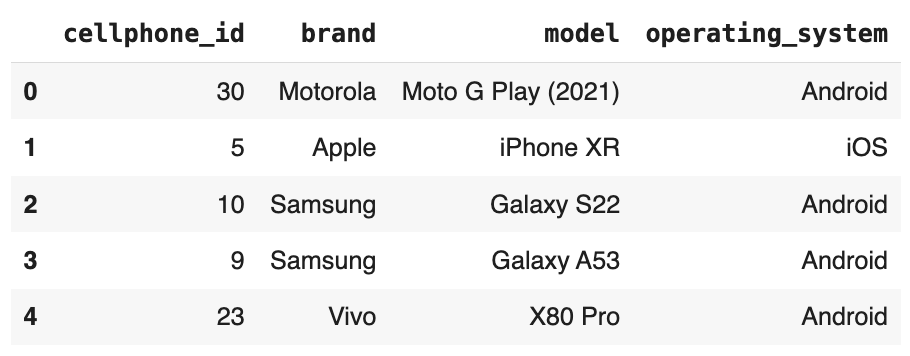 cellphone_id brand model operating_system
0 30 Motorola Moto G Play (2021) Android
1 5 Apple iPhone XR iOS
2 10 Samsung Galaxy S22 Android
3 9 Samsung Galaxy A53 Android
4 23 Vivo X80 Pro Android